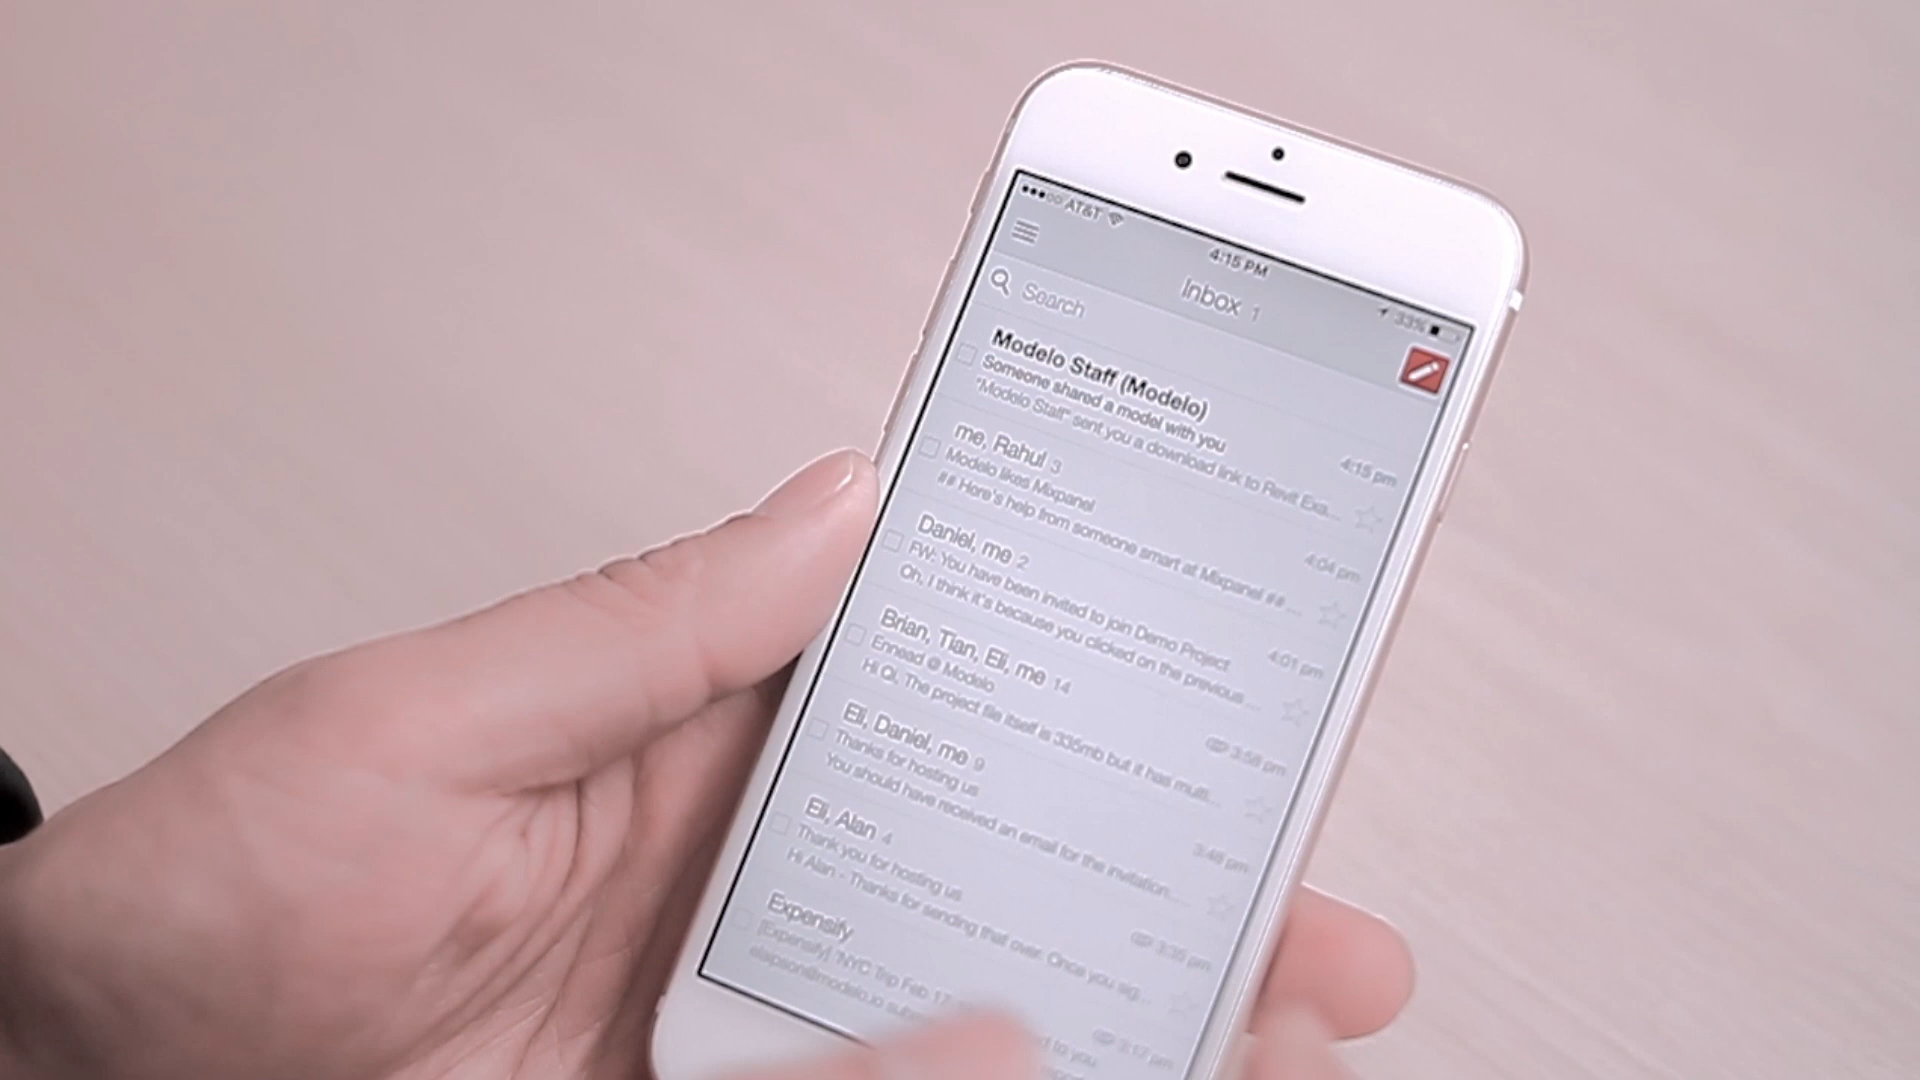 AT&T
4:15 PM
33%
Inbox 1
Search
Modelo Staff (Modelo)
4:15 pm
Someone shared a model with you
"Modelo Staff" sent you a download link to Revit Exa...
me, Rahul 3
4:04 pm
Modelo likes Mixpanel
## Here's help from someone smart at Mixpanel ##...
Daniel, me 2
4:01 pm
FW: You have been invited to join Demo Project
Oh, I think it's because you clicked on the previous...
Brian, Tian, Eli, me 14
3:58 pm
Ennead @ Modelo
Hi Qi, The project file itself is 335mb but it has mult...
Eli, Daniel, me 9
3:48 pm
Thanks for hosting us
You should have received an email for the invitation...
Eli, Alan 4
3:35 pm
Thank you for hosting us
Hi Alan - Thanks for sending that over. Once you sig...
Expensify
3:17 pm
[Expensify] "NYC Trip Feb 17
to you